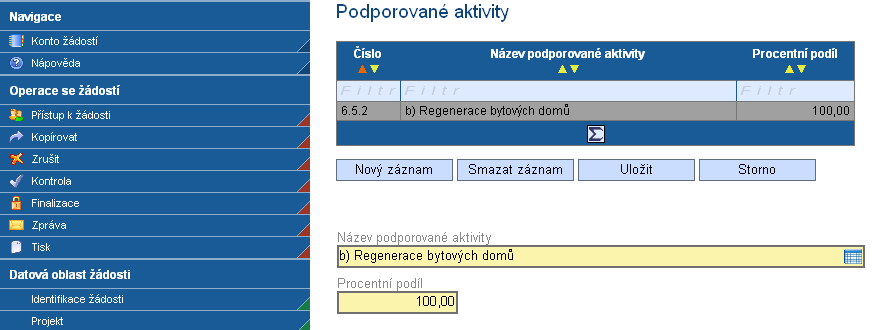 Navigace
Konto žádostí
Nápověda
Operace se žádostí
Přístup k žádosti
Kopírovat
Zrušit
Kontrola
Finalizace
Zpráva
Tisk
Datová oblast žádosti
Identifikace žádosti
Projekt
Podporované aktivity
Číslo Název podporované aktivity Procentní podíl
Filtr Filtr Filtr
6.5.2 b) Regenerace bytových domů 100,00
Σ
Nový záznam Smazat záznam Uložit Storno
Název podporované aktivity
b) Regenerace bytových domů
Procentní podíl
100,00